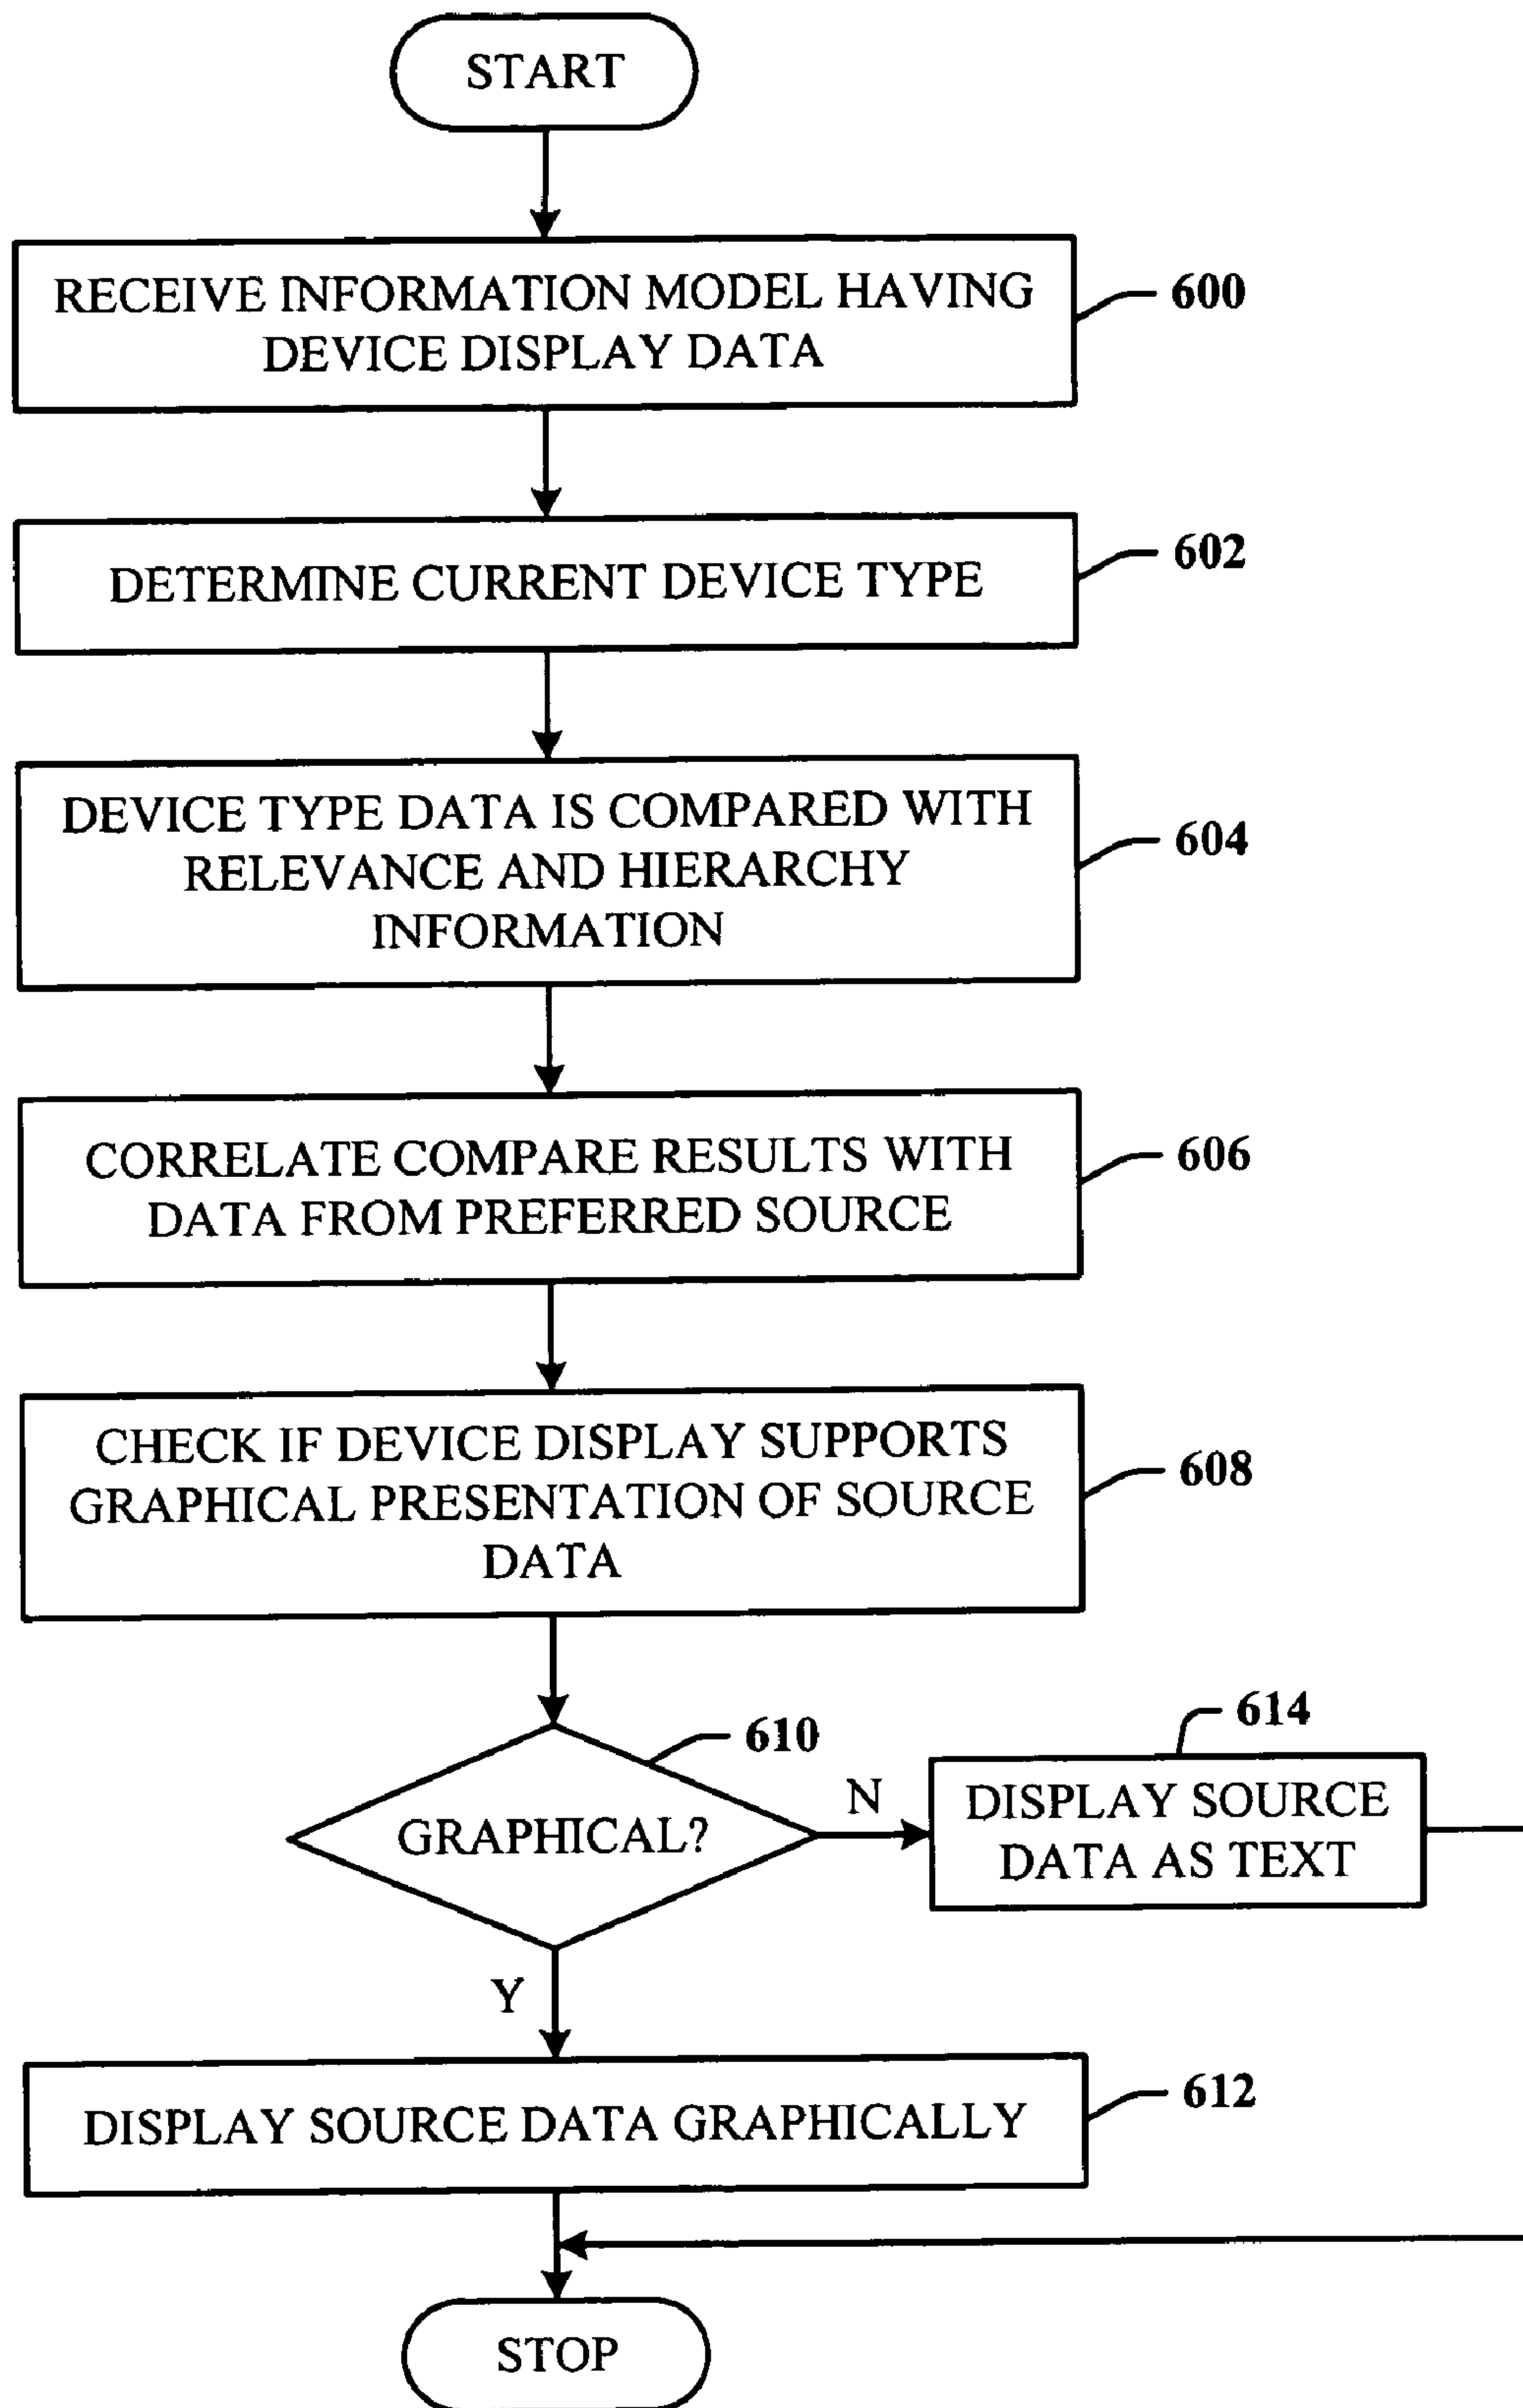 START
RECEIVE INFORMATION MODEL HAVING
DEVICE DISPLAY DATA
600
DETERMINE CURRENT DEVICE TYPE
602
DEVICE TYPE DATA IS COMPARED WITH
RELEVANCE AND HIERARCHY
INFORMATION
604
CORRELATE COMPARE RESULTS WITH
DATA FROM PREFERRED SOURCE
606
CHECK IF DEVICE DISPLAY SUPPORTS
GRAPHICAL PRESENTATION OF SOURCE
DATA
608
GRAPHICAL?
610
N
DISPLAY SOURCE
DATA AS TEXT
614
Y
DISPLAY SOURCE DATA GRAPHICALLY
612
STOP